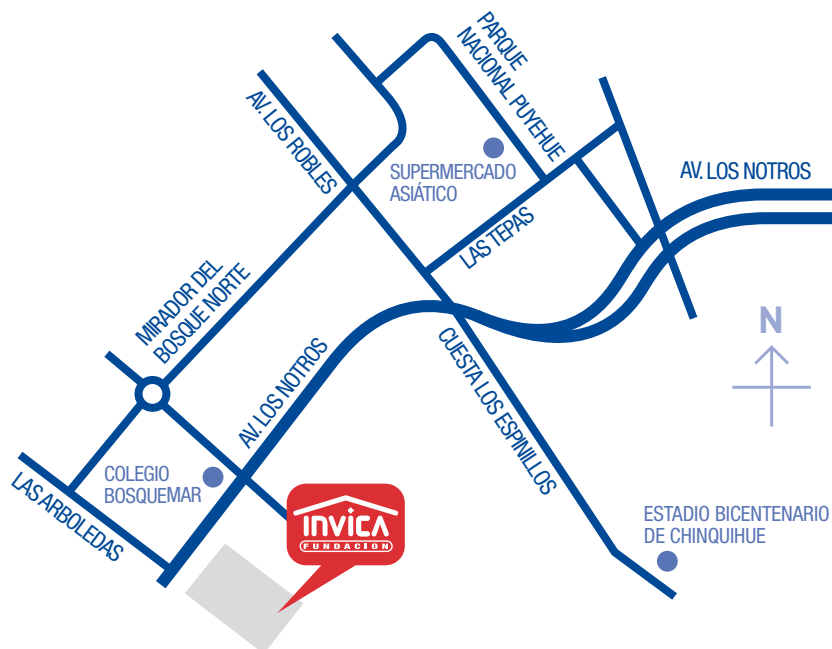 PARQUE
NACIONAL PUYEHUE
AV. LOS ROBLES
SUPERMERCADO
ASIÁTICO
AV. LOS NOTROS
LAS TEPAS
MIRADOR DEL
BOSQUE NORTE
N
CUESTA LOS ESPINILLOS
AV. LOS NOTROS
COLEGIO
BOSQUEMAR
LAS ARBOLEDAS
INVICA
FUNDACION
ESTADIO BICENTENARIO
DE CHINQUIHUE